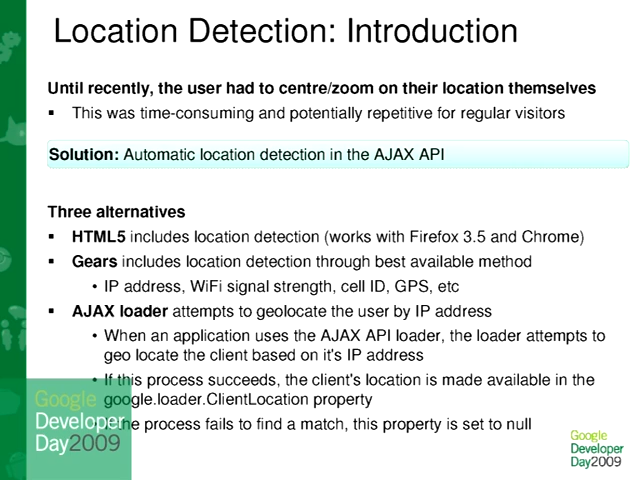 Location Detection: Introduction
Until recently, the user had to centre/zoom on their location themselves
▪ This was time-consuming and potentially repetitive for regular visitors
Solution: Automatic location detection in the AJAX API
Three alternatives
▪ HTML5 includes location detection (works with Firefox 3.5 and Chrome)
▪ Gears includes location detection through best available method
• IP address, WiFi signal strength, cell ID, GPS, etc
▪ AJAX loader attempts to geolocate the user by IP address
• When an application uses the AJAX API loader, the loader attempts to
geo locate the client based on it's IP address
• If this process succeeds, the client's location is made available in the
google.loader.ClientLocation property
the process fails to find a match, this property is set to null
Google
Developer
Day2009
Google
Developer
Day2009